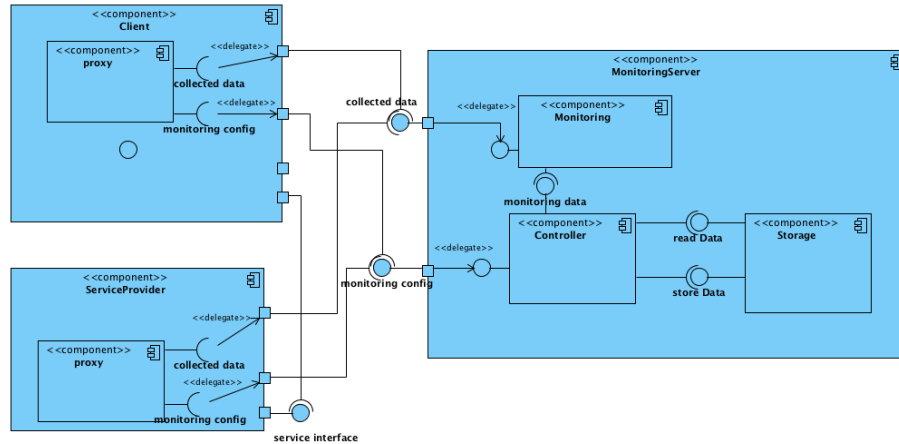 <<component>>
Client
<<component>>
proxy
<<delegate>>
collected data
<<delegate>>
monitoring config
<<component>>
ServiceProvider
<<component>>
proxy
<<delegate>>
collected data
<<delegate>>
monitoring config
service interface
collected data
monitoring config
<<component>>
MonitoringServer
<<delegate>>
<<component>>
Monitoring
monitoring data
<<delegate>>
<<component>>
Controller
read Data
store Data
<<component>>
Storage